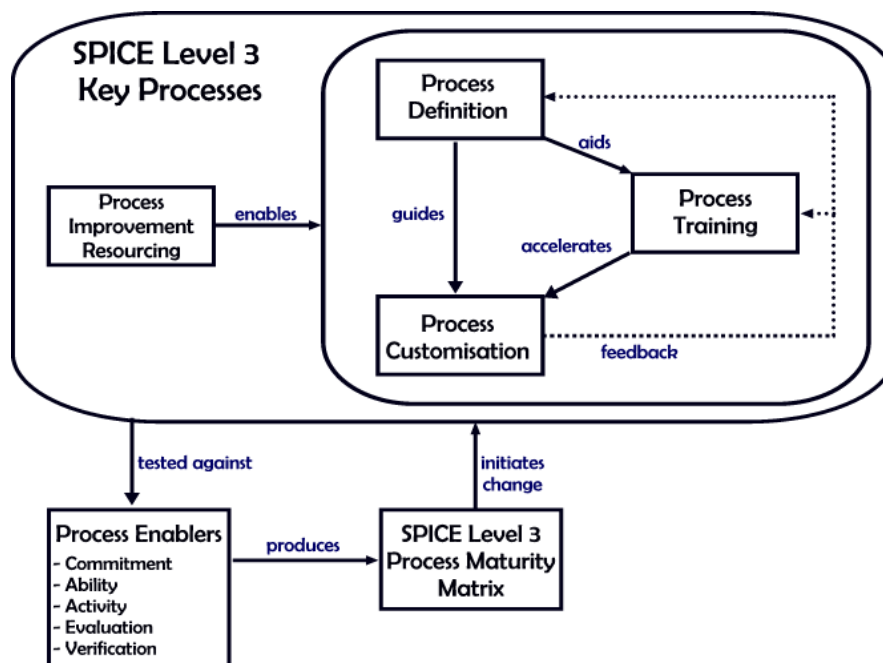 SPICE Level 3
Key Processes
Process
Definition
aids
Process
Improvement
Resourcing
enables
guides
Process
Training
accelerates
Process
Customisation
feedback
tested against
initiates
change
Process Enablers
- Commitment
- Ability
- Activity
- Evaluation
- Verification
produces
SPICE Level 3
Process Maturity
Matrix